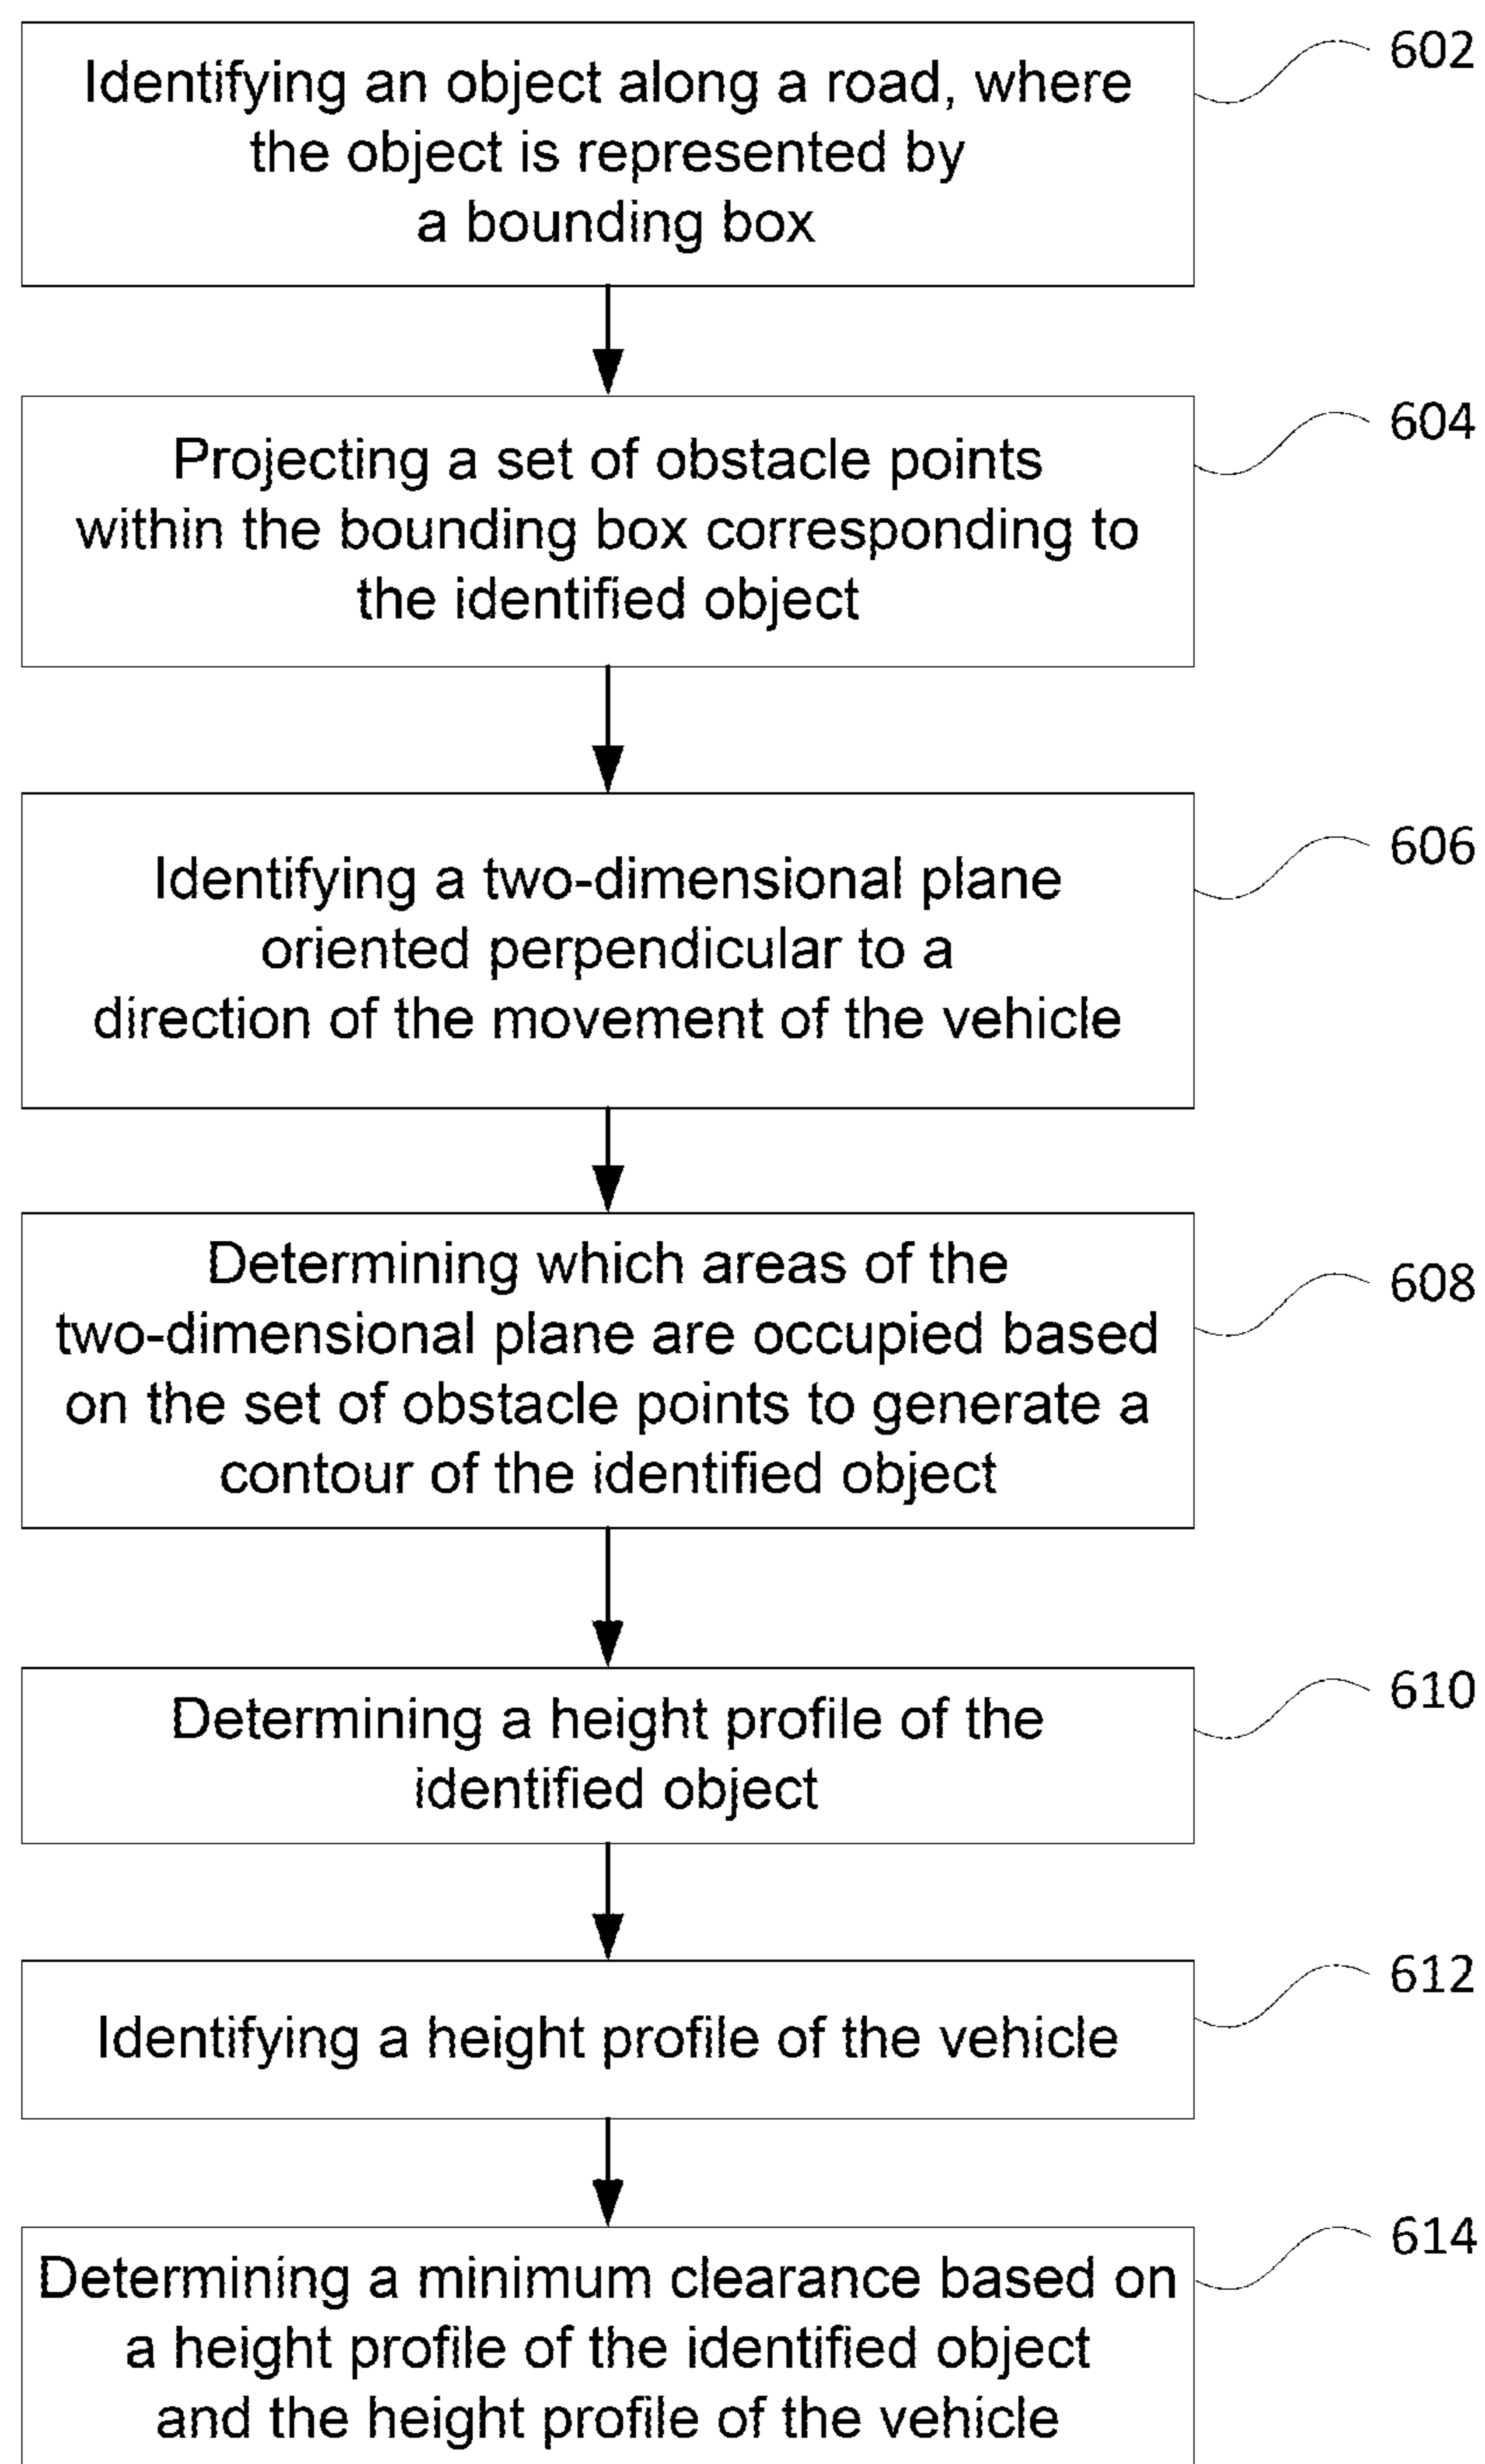 Identifying an object along a road, where
the object is represented by
a bounding box
602
Projecting a set of obstacle points
within the bounding box corresponding to
the identified object
604
Identifying a two-dimensional plane
oriented perpendicular to a
direction of the movement of the vehicle
606
Determining which areas of the
two-dimensional plane are occupied based
on the set of obstacle points to generate a
contour of the identified object
608
Determining a height profile of the
identified object
610
Identifying a height profile of the vehicle
612
Determining a minimum clearance based on
a height profile of the identified object
and the height profile of the vehicle
614